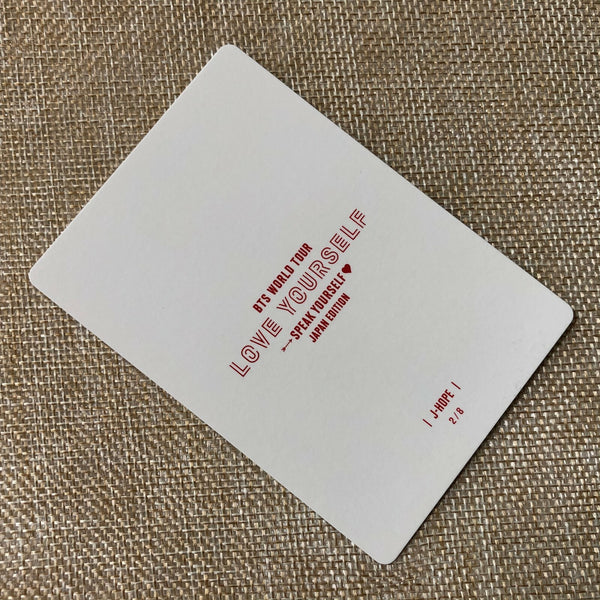 BTS WORLD TOUR
LOVE YOURSELF
SPEAK YOURSELF
JAPAN EDITION
| J-HOPE |
2/8